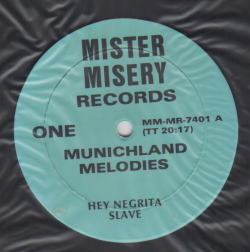 MISTER
MISERY
RECORDS
ONE
MM-MR-7401 A
(TT 20:17)
MUNICHLAND
MELODIES
HEY NEGRITA
SLAVE